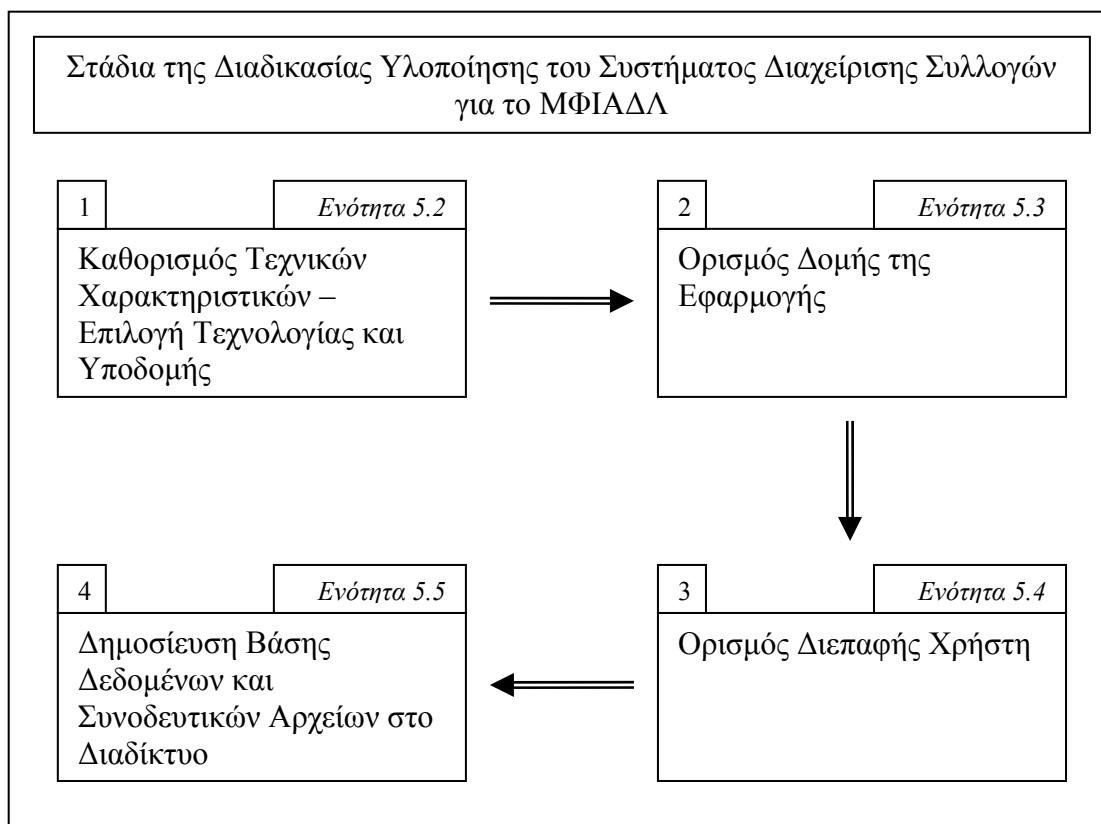 Στάδια της Διαδικασίας Υλοποίησης του Συστήματος Διαχείρισης Συλλογών
για το ΜΦΙΑΔΛ
1
Ενότητα 5.2
Καθορισμός Τεχνικών
Χαρακτηριστικών –
Επιλογή Τεχνολογίας και
Υποδομής
2
Ενότητα 5.3
Ορισμός Δομής της
Εφαρμογής
3
Ενότητα 5.4
Ορισμός Διεπαφής Χρήστη
4
Ενότητα 5.5
Δημοσίευση Βάσης
Δεδομένων και
Συνοδευτικών Αρχείων στο
Διαδίκτυο